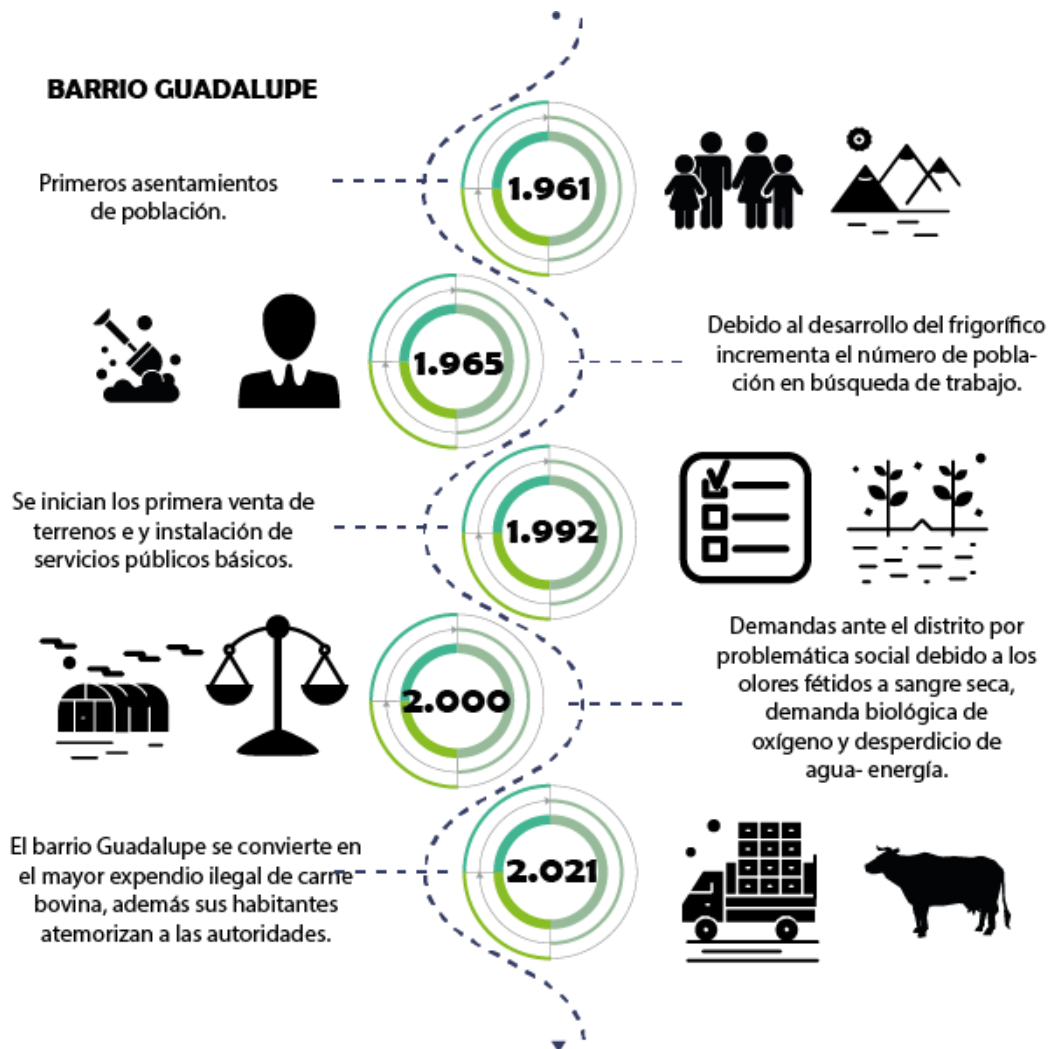 BARRIO GUADALUPE
Primeros asentamientos
de población.
1.961
1.965
Debido al desarrollo del frigorífico
incrementa el número de pobla-
ción en búsqueda de trabajo.
Se inician los primera venta de
terrenos e y instalación de
servicios públicos básicos.
1.992
2.000
Demandas ante el distrito por
problemática social debido a los
olores fétidos a sangre seca,
demanda biológica de
oxígeno y desperdicio de
agua- energía.
El barrio Guadalupe se convierte en
el mayor expendio ilegal de carne
bovina, además sus habitantes
atemorizan a las autoridades.
2.021